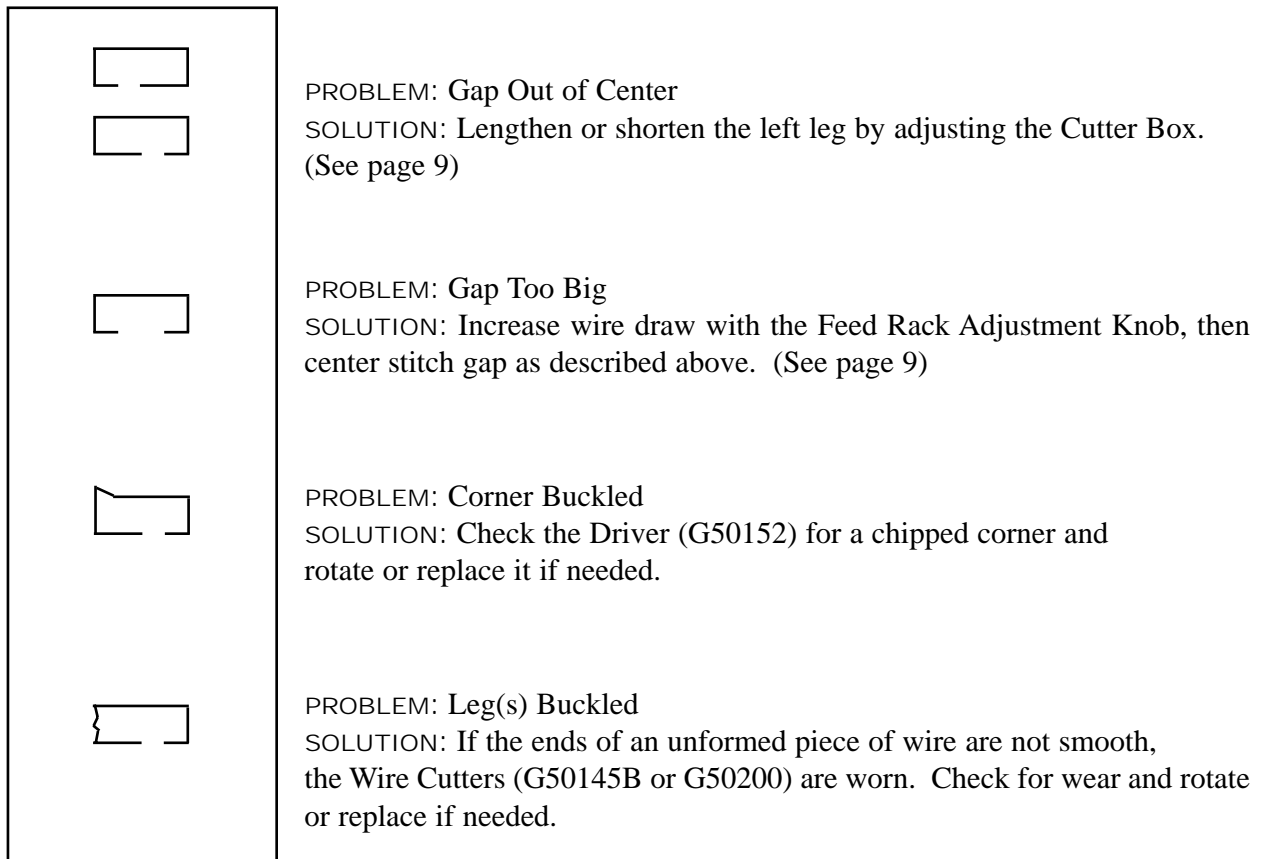 PROBLEM: Gap Out of Center
SOLUTION: Lengthen or shorten the left leg by adjusting the Cutter Box.
(See page 9)
PROBLEM: Gap Too Big
SOLUTION: Increase wire draw with the Feed Rack Adjustment Knob, then
center stitch gap as described above. (See page 9)
PROBLEM: Corner Buckled
SOLUTION: Check the Driver (G50152) for a chipped corner and
rotate or replace it if needed.
PROBLEM: Leg(s) Buckled
SOLUTION: If the ends of an unformed piece of wire are not smooth,
the Wire Cutters (G50145B or G50200) are worn. Check for wear and rotate
or replace if needed.